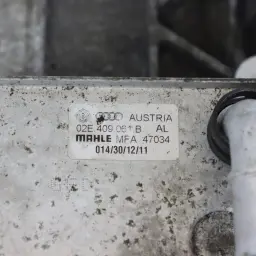 AUSTRIA
02E 409 061 B AL
MAHLE MFA 47034
014/30/12/11